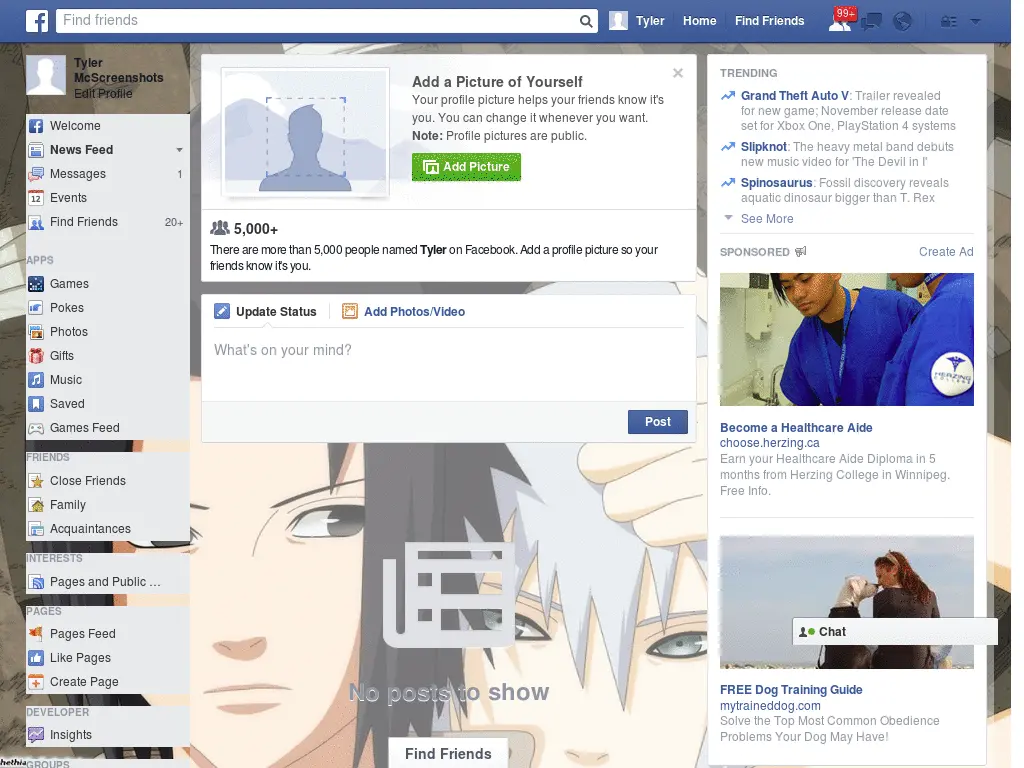 Find friends
Tyler
Home
Find Friends
99+
Tyler
McScreenshots
Edit Profile
Welcome
News Feed
Messages 1
12 Events
Find Friends 20+
APPS
Games
Pokes
Photos
Gifts
Music
Saved
Games Feed
FRIENDS
Close Friends
Family
Acquaintances
INTERESTS
Pages and Public ...
PAGES
Pages Feed
Like Pages
Create Page
DEVELOPER
Insights
GROUPS
Add a Picture of Yourself
Your profile picture helps your friends know it's
you. You can change it whenever you want.
Note: Profile pictures are public.
Add Picture
5,000+
There are more than 5,000 people named Tyler on Facebook. Add a profile picture so your
friends know it's you.
Update Status
Add Photos/Video
What's on your mind?
Post
No posts to show
Find Friends
TRENDING
Grand Theft Auto V: Trailer revealed
for new game; November release date
set for Xbox One, PlayStation 4 systems
Slipknot: The heavy metal band debuts
new music video for 'The Devil in I'
Spinosaurus: Fossil discovery reveals
aquatic dinosaur bigger than T. Rex
See More
SPONSORED
Create Ad
HERZING
COLLEGE
Become a Healthcare Aide
choose.herzing.ca
Earn your Healthcare Aide Diploma in 5
months from Herzing College in Winnipeg.
Free Info.
Chat
FREE Dog Training Guide
mytraineddog.com
Solve the Top Most Common Obedience
Problems Your Dog May Have!